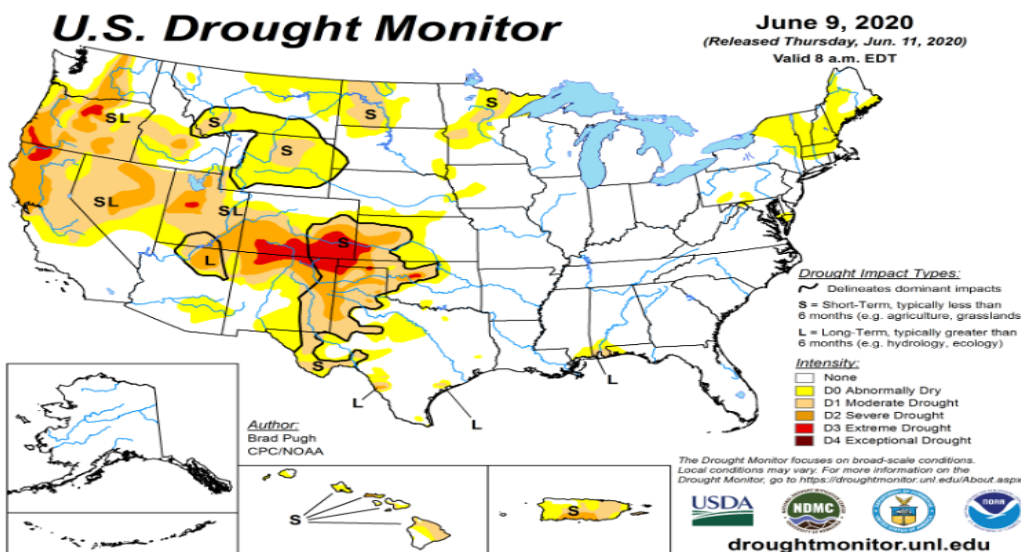 U.S. Drought Monitor
June 9, 2020
(Released Thursday, Jun. 11, 2020)
Valid 8 a.m. EDT
S
S
S
S
SL
SL
SL
S
L
S
L
L
L
Drought Impact Types:
Delineates dominant impacts
S = Short-Term, typically less than
6 months (e.g. agriculture, grasslands
L = Long-Term, typically greater than
6 months (e.g. hydrology, ecology)
Intensity:
None
D0 Abnormally Dry
D1 Moderate Drought
D2 Severe Drought
D3 Extreme Drought
D4 Exceptional Drought
Author:
Brad Pugh
CPC/NOAA
S
S
The Drought Monitor focuses on broad-scale conditions.
Local conditions may vary. For more information on the
Drought Monitor, go to https://droughtmonitor.unl.edu/About.aspx
USDA
NDMC
NOAA
droughtmonitor.unl.edu